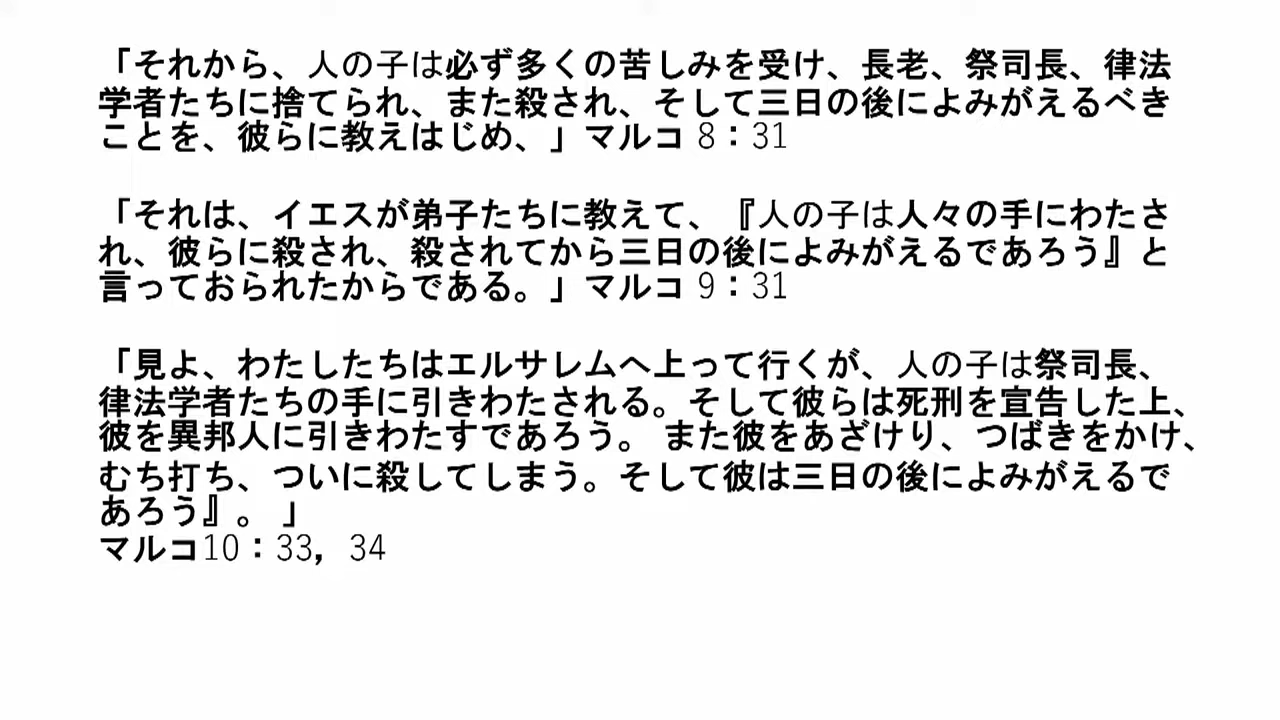 「それから、人の子は必ず多くの苦しみを受け、長老、祭司長、律法
学者たちに捨てられ、また殺され、そして三日の後によみがえるべき
ことを、彼らに教えはじめ、」マルコ 8：31
「それは、イエスが弟子たちに教えて、『人の子は人々の手にわたさ
れ、彼らに殺され、殺されてから三日の後によみがえるであろう』と
言っておられたからである。」マルコ 9：31
「見よ、わたしたちはエルサレムへ上って行くが、人の子は祭司長、
律法学者たちの手に引きわたされる。そして彼らは死刑を宣告した上、
彼を異邦人に引きわたすであろう。 また彼をあざけり、つばきをかけ、
むち打ち、ついに殺してしまう。そして彼は三日の後によみがえるで
あろう』。 」
マルコ10：33，34